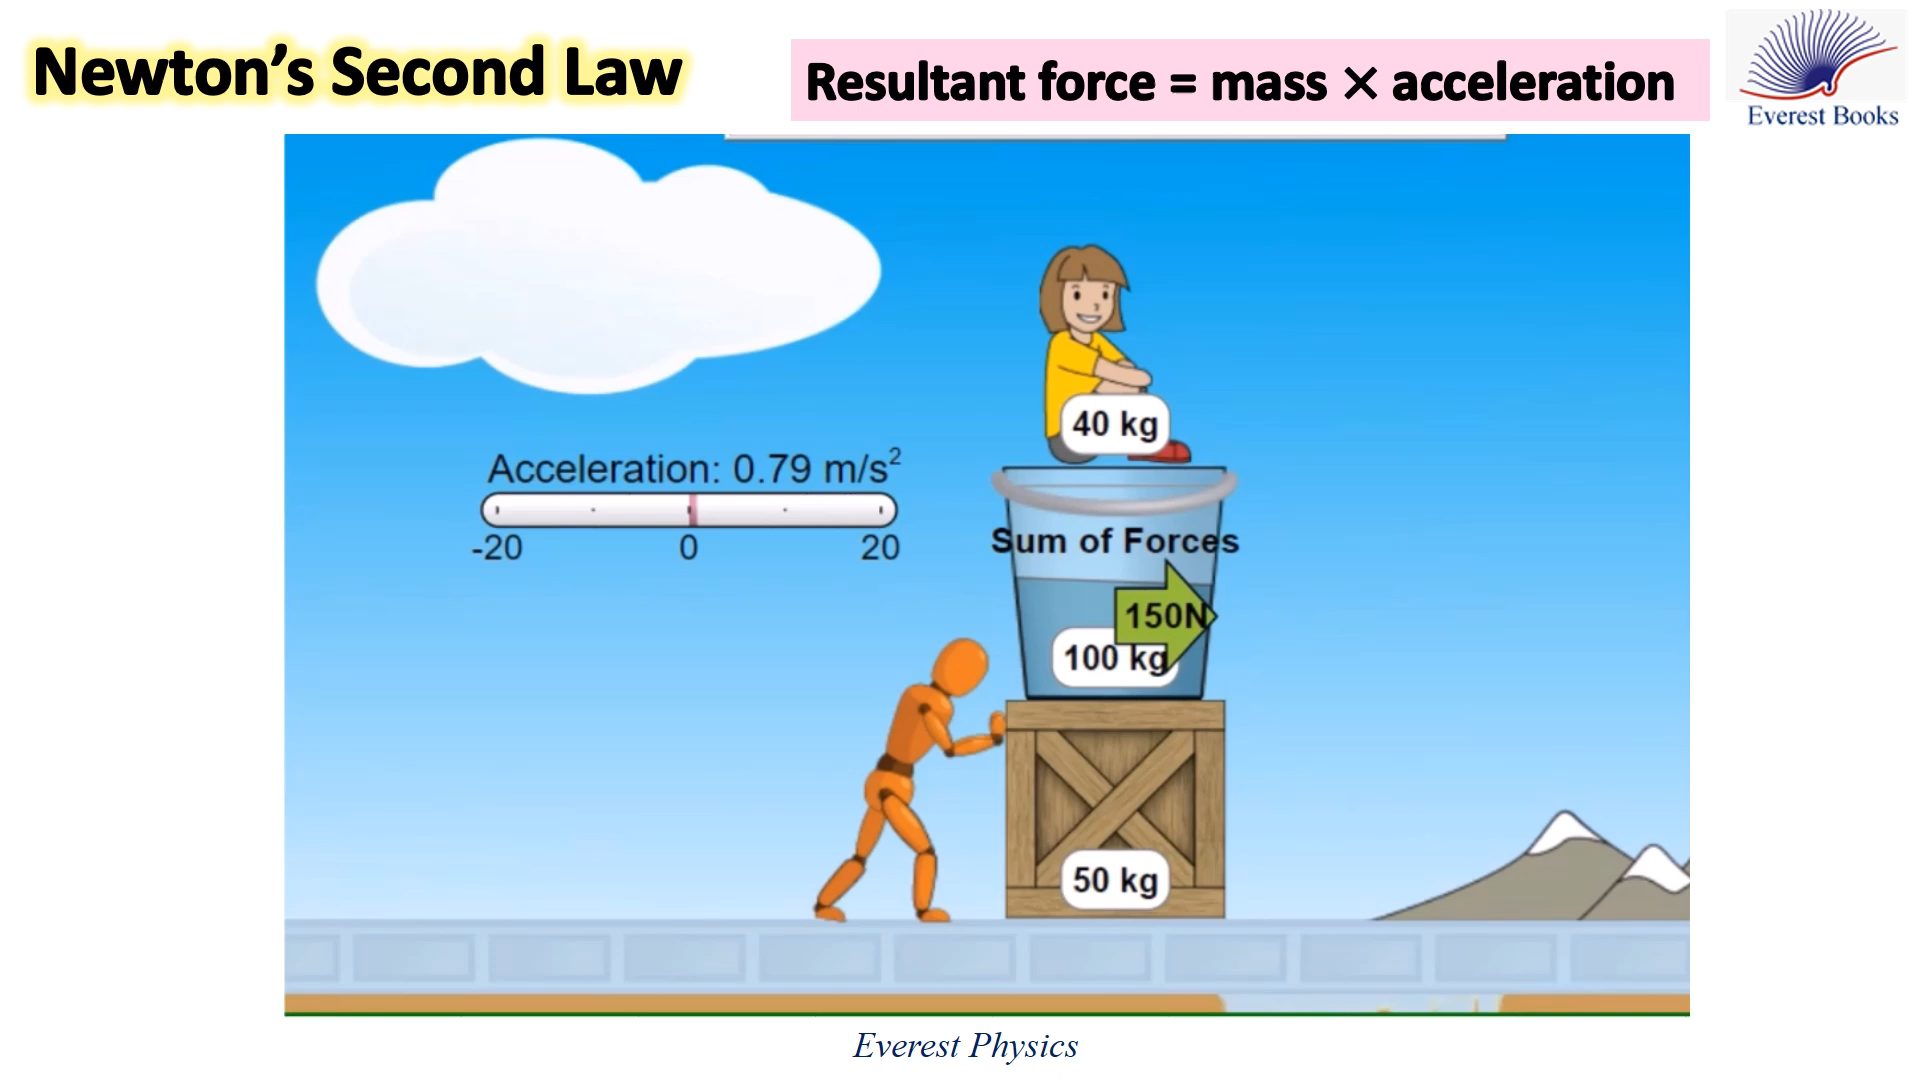 Newton’s Second Law
Resultant force = mass × acceleration
Everest Books
40 kg
Acceleration: 0.79 m/s²
-20 0 20
Sum of Forces
150N
100 kg
50 kg
Everest Physics